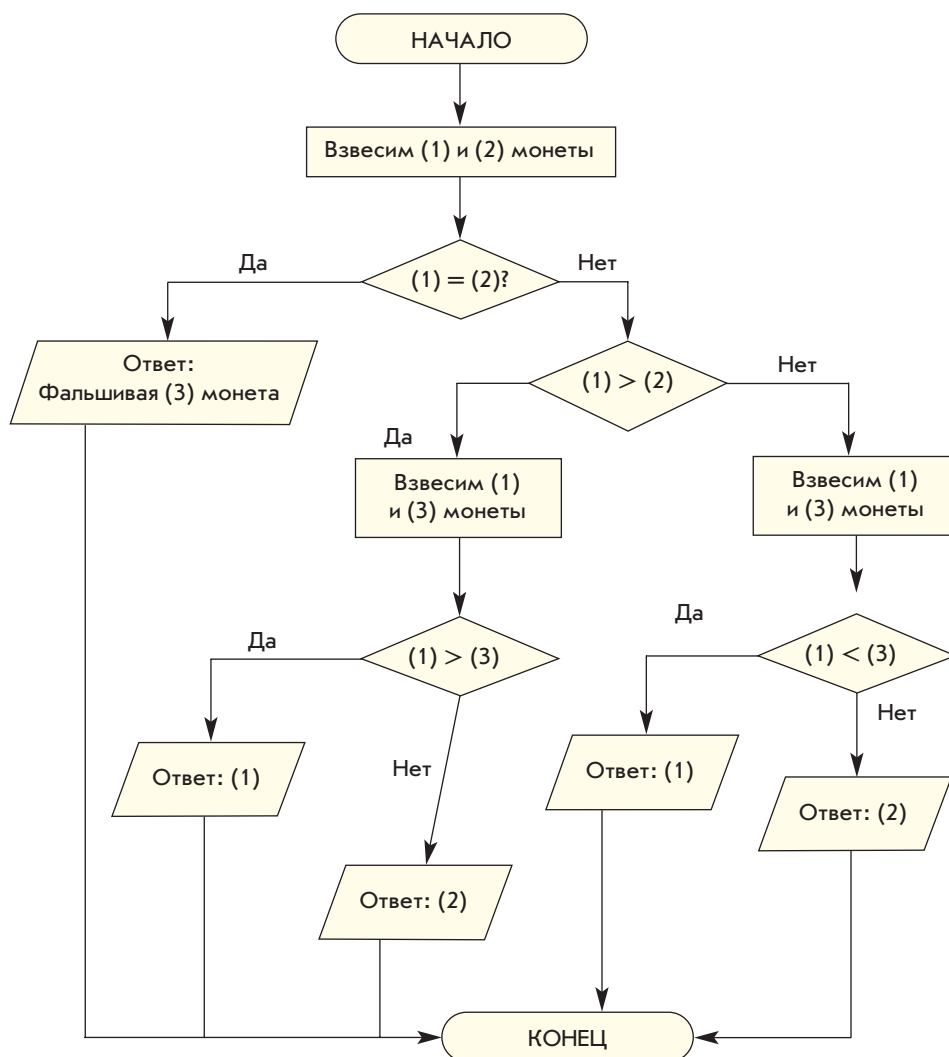 НАЧАЛО
Взвесим (1) и (2) монеты
Да
(1) = (2)?
Нет
Ответ:
Фальшивая (3) монета
(1) > (2)
Нет
Да
Взвесим (1)
и (3) монеты
Взвесим (1)
и (3) монеты
Да
(1) > (3)
Да
(1) < (3)
Нет
Нет
Ответ: (1)
Ответ: (1)
Ответ: (2)
Ответ: (2)
КОНЕЦ